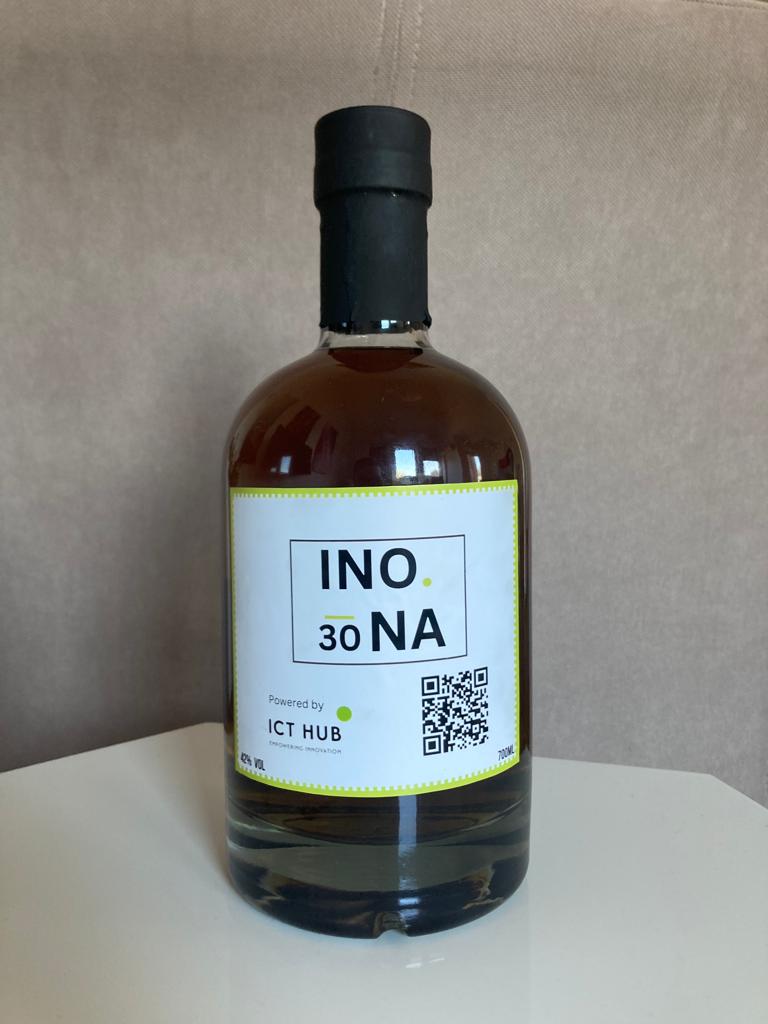 INO.
30 NA
Powered by
ICT HUB
EMPOWERING INNOVATION
42% VOL
700ML